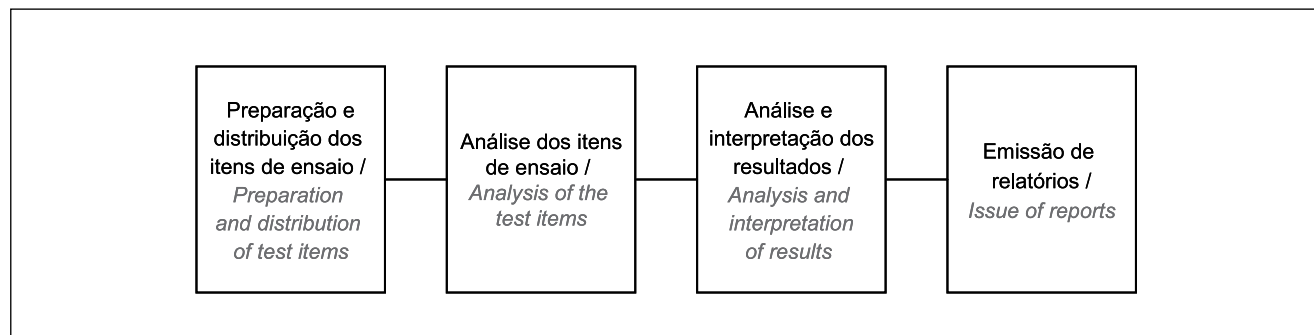 Preparação e
distribuição dos
itens de ensaio /
Preparation
and distribution
of test items
Análise dos itens
de ensaio /
Analysis of the
test items
Análise e
interpretação dos
resultados /
Analysis and
interpretation
of results
Emissão de
relatórios /
Issue of reports